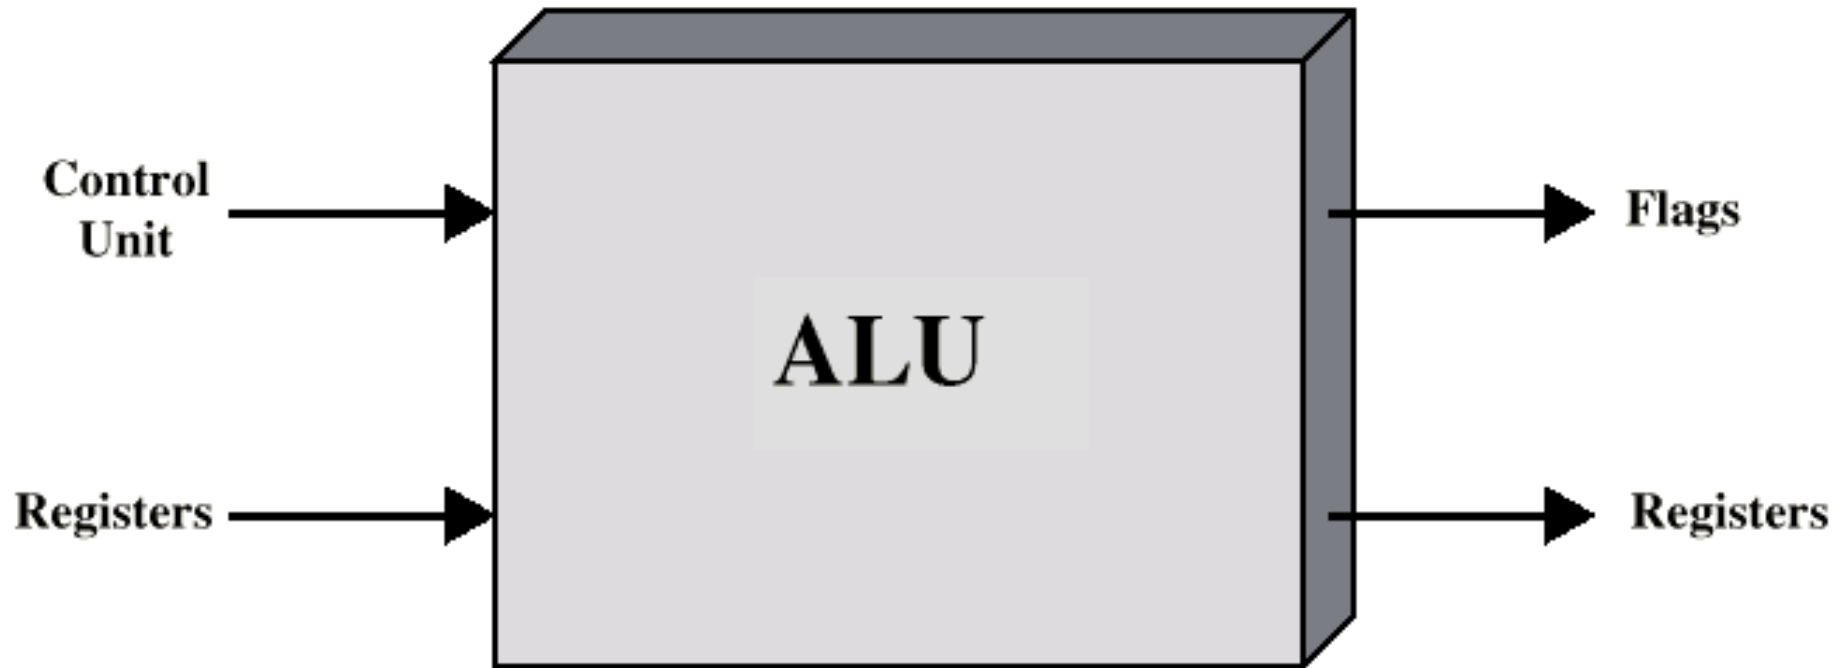 Control
Unit
Flags
ALU
Registers
Registers